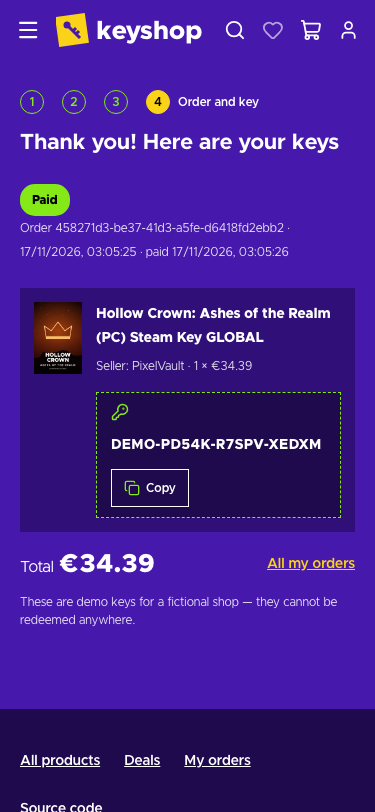 keyshop
1 2 3 4 Order and key
Thank you! Here are your keys
Paid
Order 458271d3-be37-41d3-a5fe-d6418fd2ebb2 ·
17/11/2026, 03:05:25 · paid 17/11/2026, 03:05:26
Hollow Crown: Ashes of the Realm
(PC) Steam Key GLOBAL
Seller: PixelVault · 1 × €34.39
HOLLOW
CROWN
ASHES OF THE REALM
DEMO-PD54K-R7SPV-XEDXM
Copy
Total €34.39
All my orders
These are demo keys for a fictional shop — they cannot be
redeemed anywhere.
All products Deals My orders
Source code